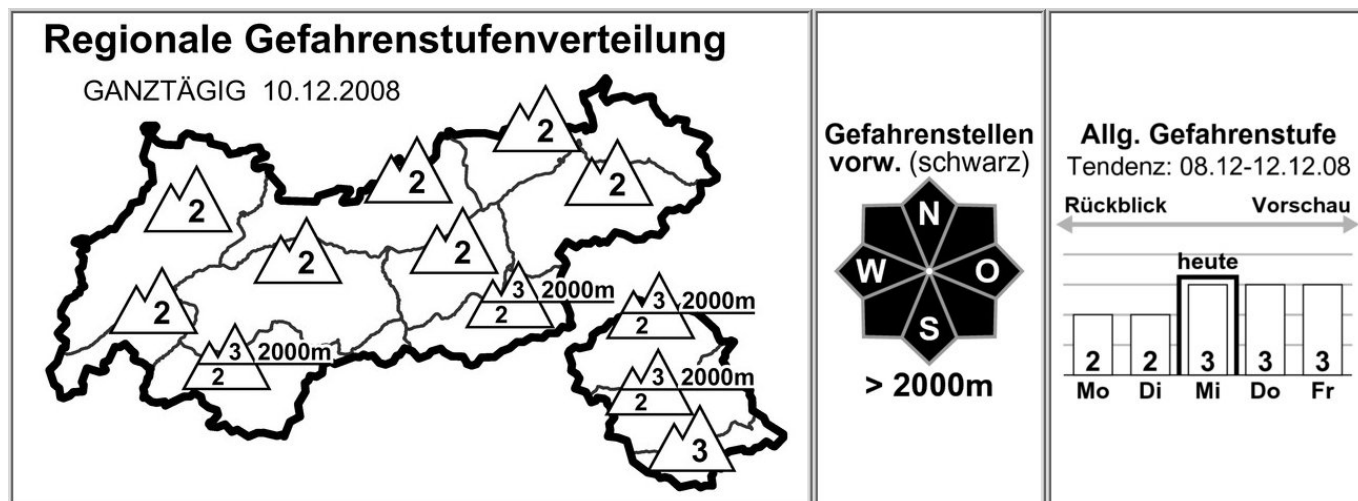 Regionale Gefahrenstufenverteilung
GANZTÄGIG 10.12.2008
2
2
2
2
2
2
2
2
3 2000m
2
3 2000m
2
3 2000m
2
3 2000m
2
3
Gefahrenstellen
vorw. (schwarz)
N
W O
S
> 2000m
Allg. Gefahrenstufe
Tendenz: 08.12-12.12.08
Rückblick Vorschau
heute
2 2 3 3 3
Mo Di Mi Do Fr